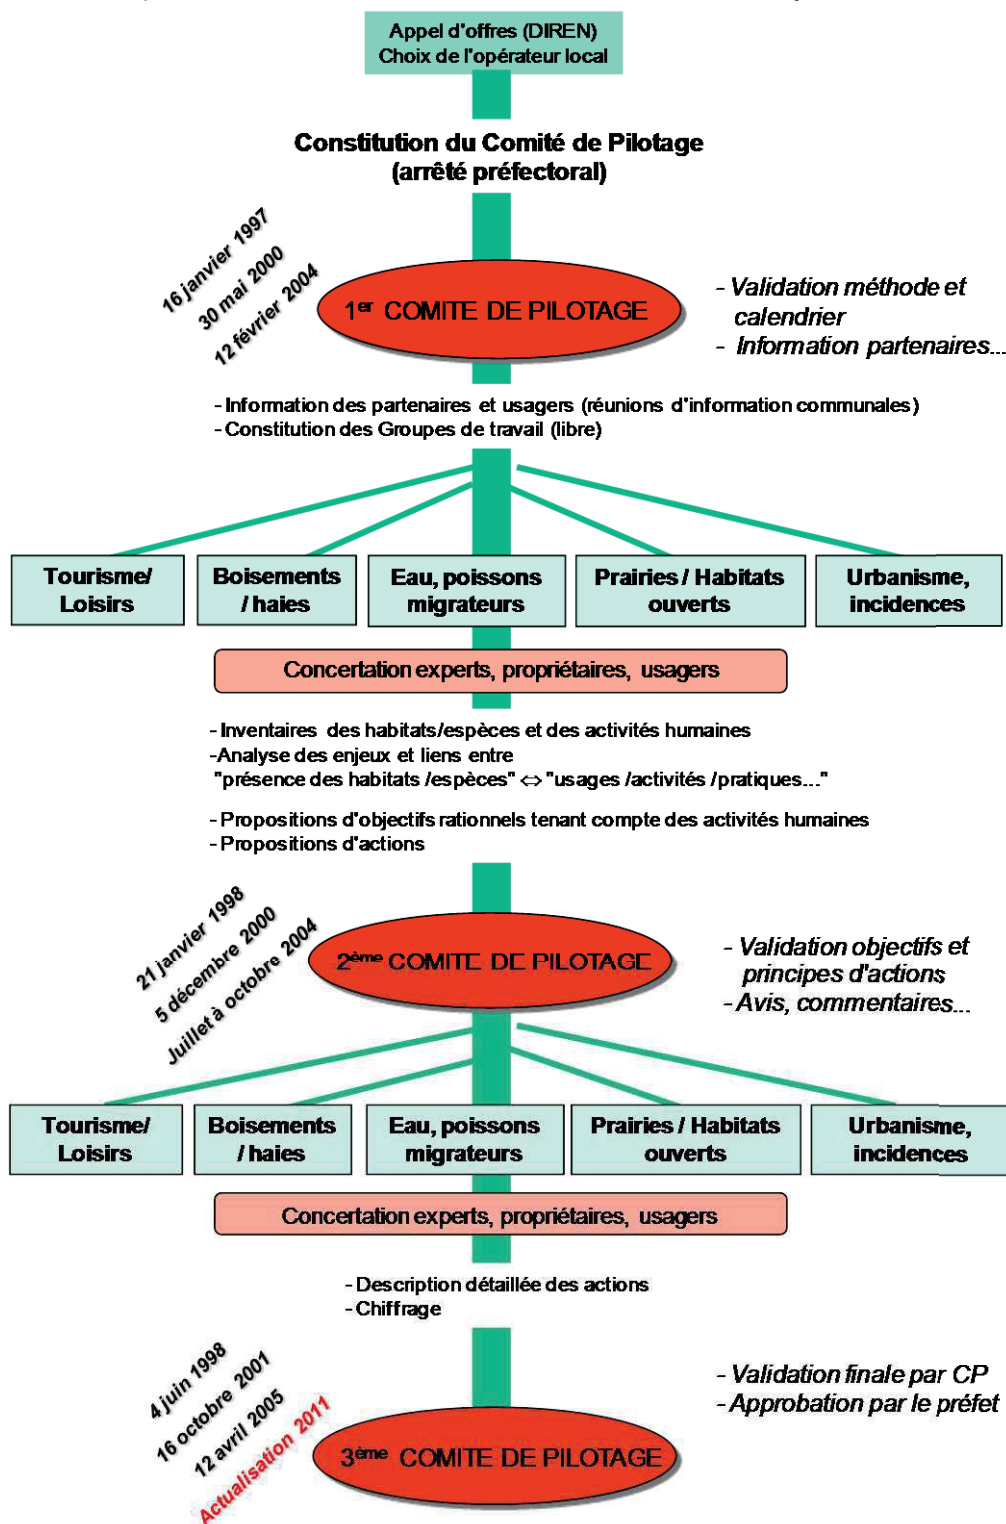 Appel d'offres (DIREN)
Choix de l'opérateur local
Constitution du Comité de Pilotage
(arrêté préfectoral)
16 janvier 1997
30 mai 2000
12 février 2004
1er COMITE DE PILOTAGE
- Validation méthode et
calendrier
- Information partenaires...
- Information des partenaires et usagers (réunions d'information communales)
- Constitution des Groupes de travail (libre)
Tourisme/
Loisirs
Boisements
/ haies
Eau, poissons
migrateurs
Prairies / Habitats
ouverts
Urbanisme,
incidences
Concertation experts, propriétaires, usagers
- Inventaires des habitats/espèces et des activités humaines
-Analyse des enjeux et liens entre
"présence des habitats /espèces" ⇔ "usages /activités /pratiques..."
- Propositions d'objectifs rationnels tenant compte des activités humaines
- Propositions d'actions
21 janvier 1998
5 décembre 2000
Juillet à octobre 2004
2ème COMITE DE PILOTAGE
- Validation objectifs et
principes d'actions
- Avis, commentaires...
Tourisme/
Loisirs
Boisements
/ haies
Eau, poissons
migrateurs
Prairies / Habitats
ouverts
Urbanisme,
incidences
Concertation experts, propriétaires, usagers
- Description détaillée des actions
- Chiffrage
4 juin 1998
16 octobre 2001
12 avril 2005
Actualisation 2011
3ème COMITE DE PILOTAGE
- Validation finale par CP
- Approbation par le préfet